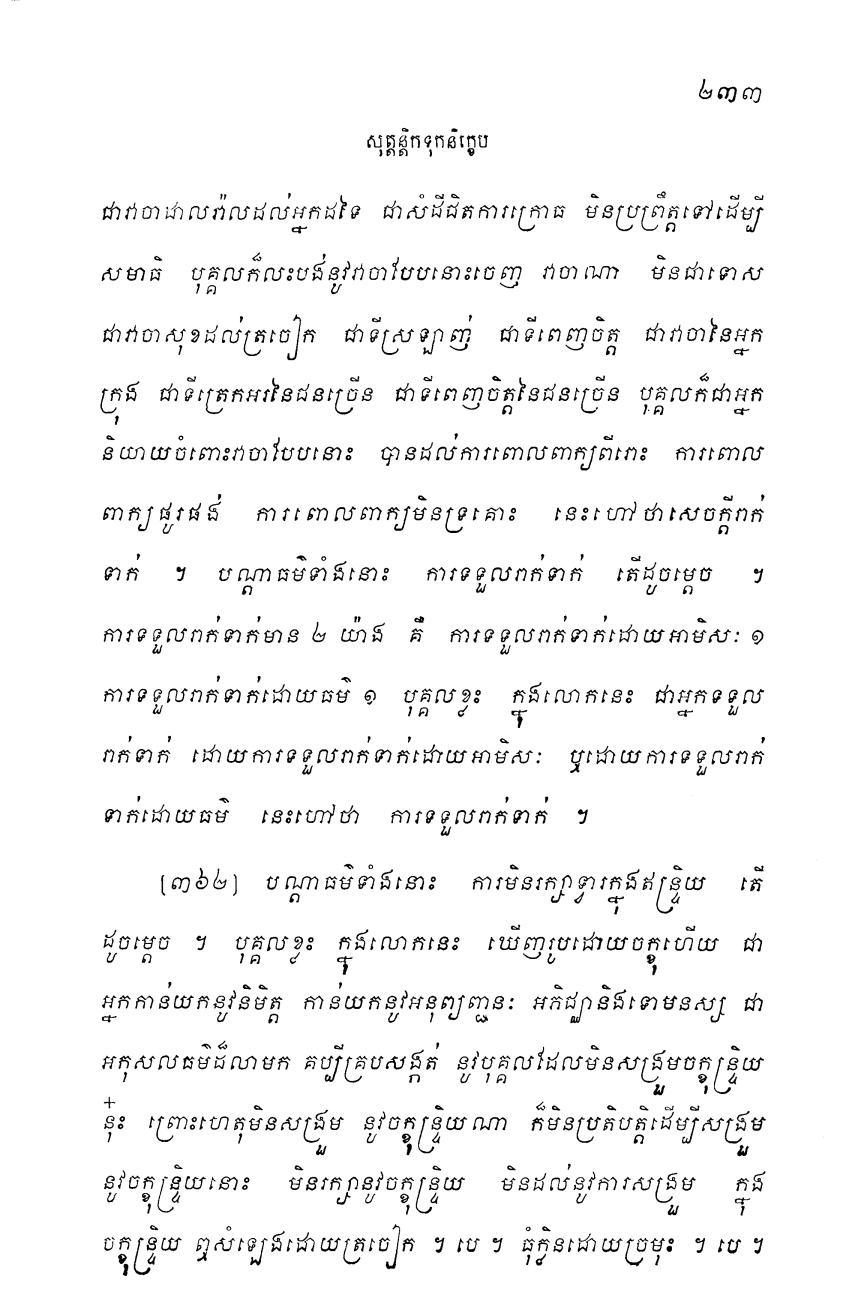 ២៣៣
សុត្តន្តិកទុកនិក្ខេប
ជាវាចាជាលរ៉ាលដល់អ្នកដទៃ ជាសំដីជិតការក្រោធ មិនប្រព្រឹត្តទៅដើម្បី
សមាធិ បុគ្គលក៏លះបង់នូវវាចាបែបនោះចេញ វាចាណា មិនជាទោស
ជាវាចាសុខដល់ត្រចៀក ជាទីស្រឡាញ់ ជាទីពេញចិត្ត ជាវាចានៃអ្នក
ក្រុង ជាទីត្រេកអរនៃជនច្រើន ជាទីពេញចិត្តនៃជនច្រើន បុគ្គលក៏ជាអ្នក
និយាយចំពោះវាចាបែបនោះ បានដល់ការពោលពាក្យពីរោះ ការពោល
ពាក្យផូរផង់ ការពោលពាក្យមិនទ្រគោះ នេះហៅថាសេចក្តីរាក់
ទាក់ ។ បណ្តាធម៌ទាំងនោះ ការទទួលរាក់ទាក់ តើដូចម្តេច ។
ការទទួលរាក់ទាក់មាន ២ យ៉ាង គឺ ការទទួលរាក់ទាក់ដោយអាមិសៈ ១
ការទទួលរាក់ទាក់ដោយធម៌ ១ បុគ្គលខ្លះ ក្នុងលោកនេះ ជាអ្នកទទួល
រាក់ទាក់ ដោយការទទួលរាក់ទាក់ដោយអាមិសៈ ឬដោយការទទួលរាក់
ទាក់ដោយធម៌ នេះហៅថា ការទទួលរាក់ទាក់ ។
[៣៦២] បណ្តាធម៌ទាំងនោះ ការមិនរក្សាទ្វារក្នុងឥន្ទ្រិយ តើ
ដូចម្តេច ។ បុគ្គលខ្លះ ក្នុងលោកនេះ ឃើញរូបដោយចក្ខុហើយ ជា
អ្នកកាន់យកនូវនិមិត្ត កាន់យកនូវអនុព្យញ្ជនៈ អភិជ្ឈានិងទោមនស្ស ជា
អកុសលធម៌ដ៏លាមក គប្បីគ្របសង្កត់ នូវបុគ្គលដែលមិនសង្រួមចក្ខុន្ទ្រិយ
+
នុ៎ះ ព្រោះហេតុមិនសង្រួម នូវចក្ខុន្ទ្រិយណា ក៏មិនប្រតិបត្តិដើម្បីសង្រួម
នូវចក្ខុន្ទ្រិយនោះ មិនរក្សានូវចក្ខុន្ទ្រិយ មិនដល់នូវការសង្រួម ក្នុង
ចក្ខុន្ទ្រិយ ឮសំឡេងដោយត្រចៀក ។ បេ ។ ធុំក្លិនដោយច្រមុះ ។ បេ ។